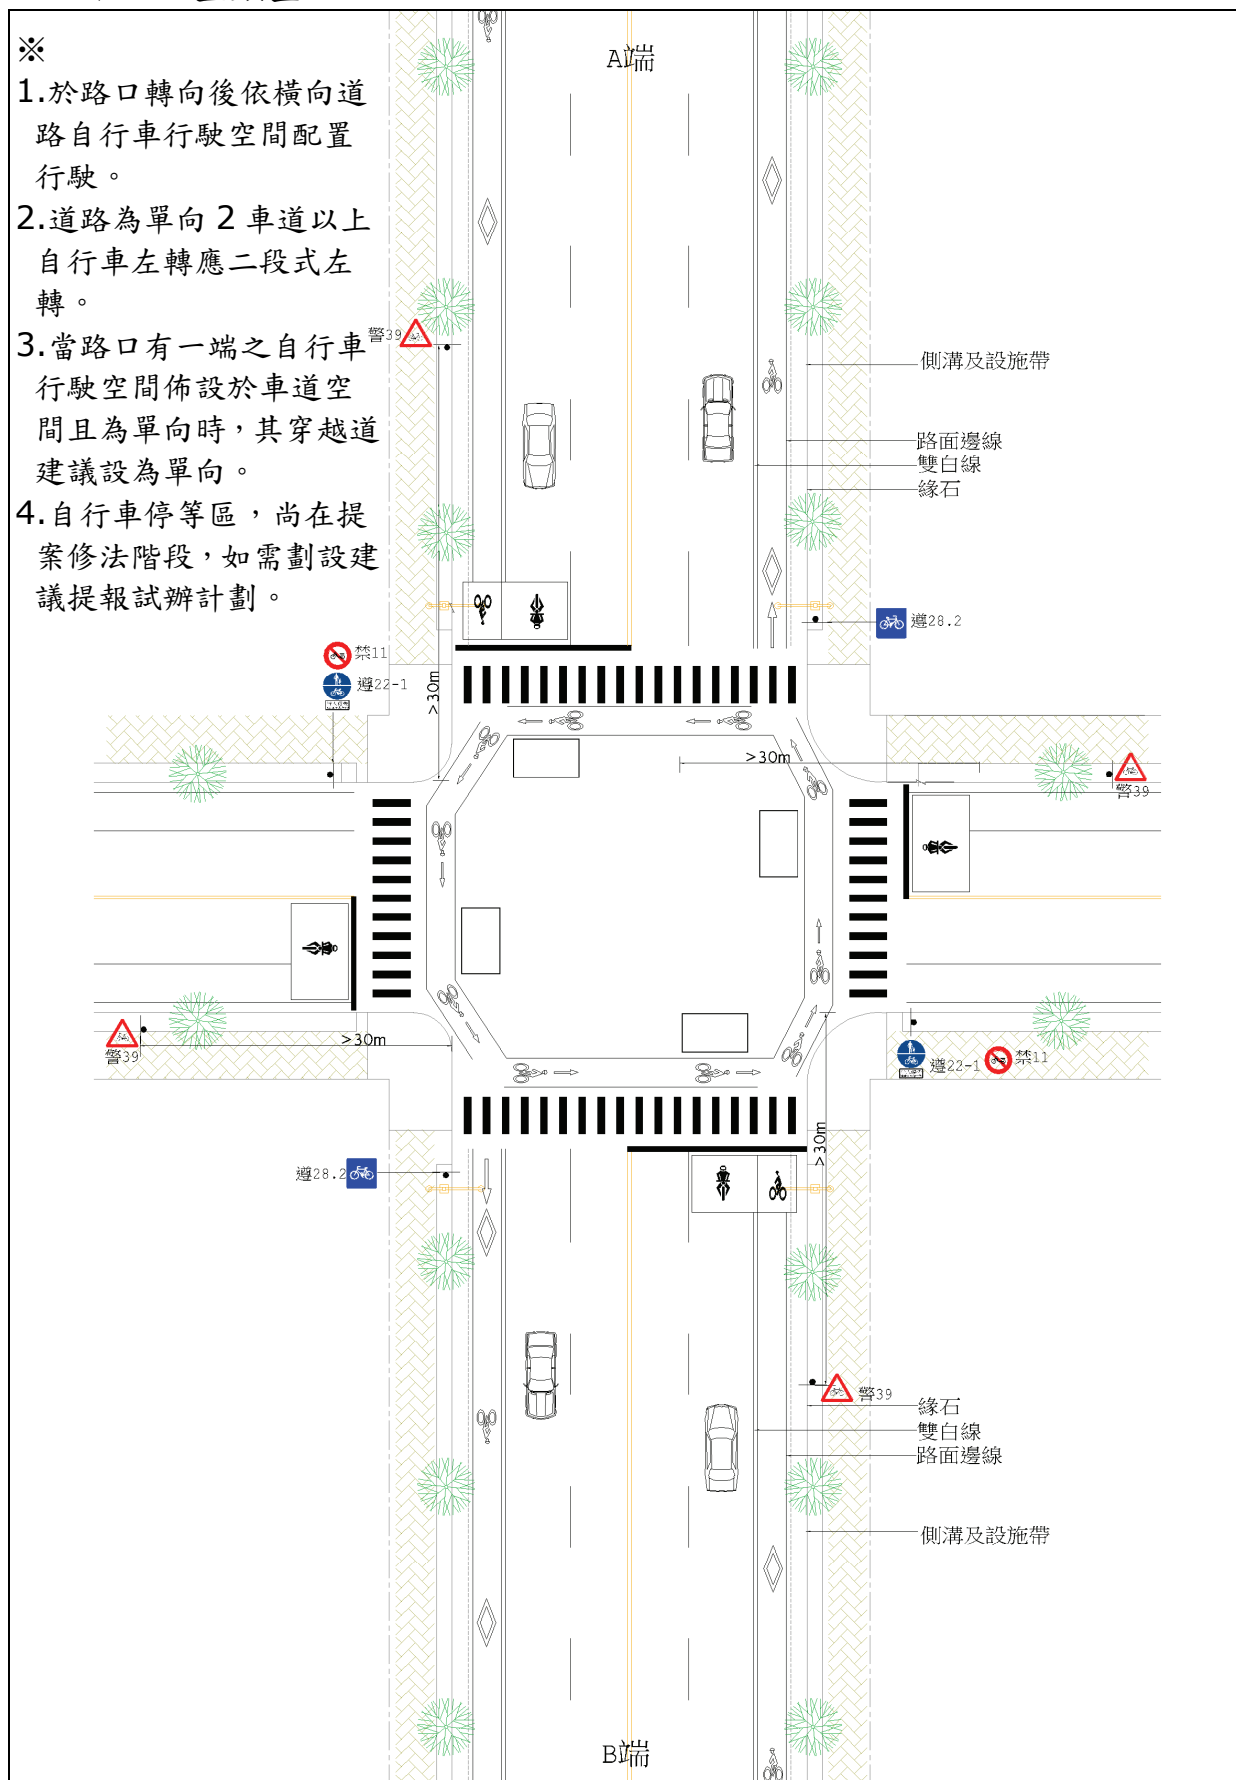 ※
1.於路口轉向後依橫向道
路自行車行駛空間配置
行駛。
2.道路為單向 2 車道以上
自行車左轉應二段式左
轉。
3.當路口有一端之自行車
行駛空間佈設於車道空
間且為單向時，其穿越道
建議設為單向。
4.自行車停等區，尚在提
案修法階段，如需劃設建
議提報試辦計劃。
A端
警39
側溝及設施帶
路面邊線
雙白線
緣石
遵28.2
禁11
遵22-1
>30m
>30m
警39
警39
>30m
遵22-1
禁11
>30m
遵28.2
警39
緣石
雙白線
路面邊線
側溝及設施帶
B端